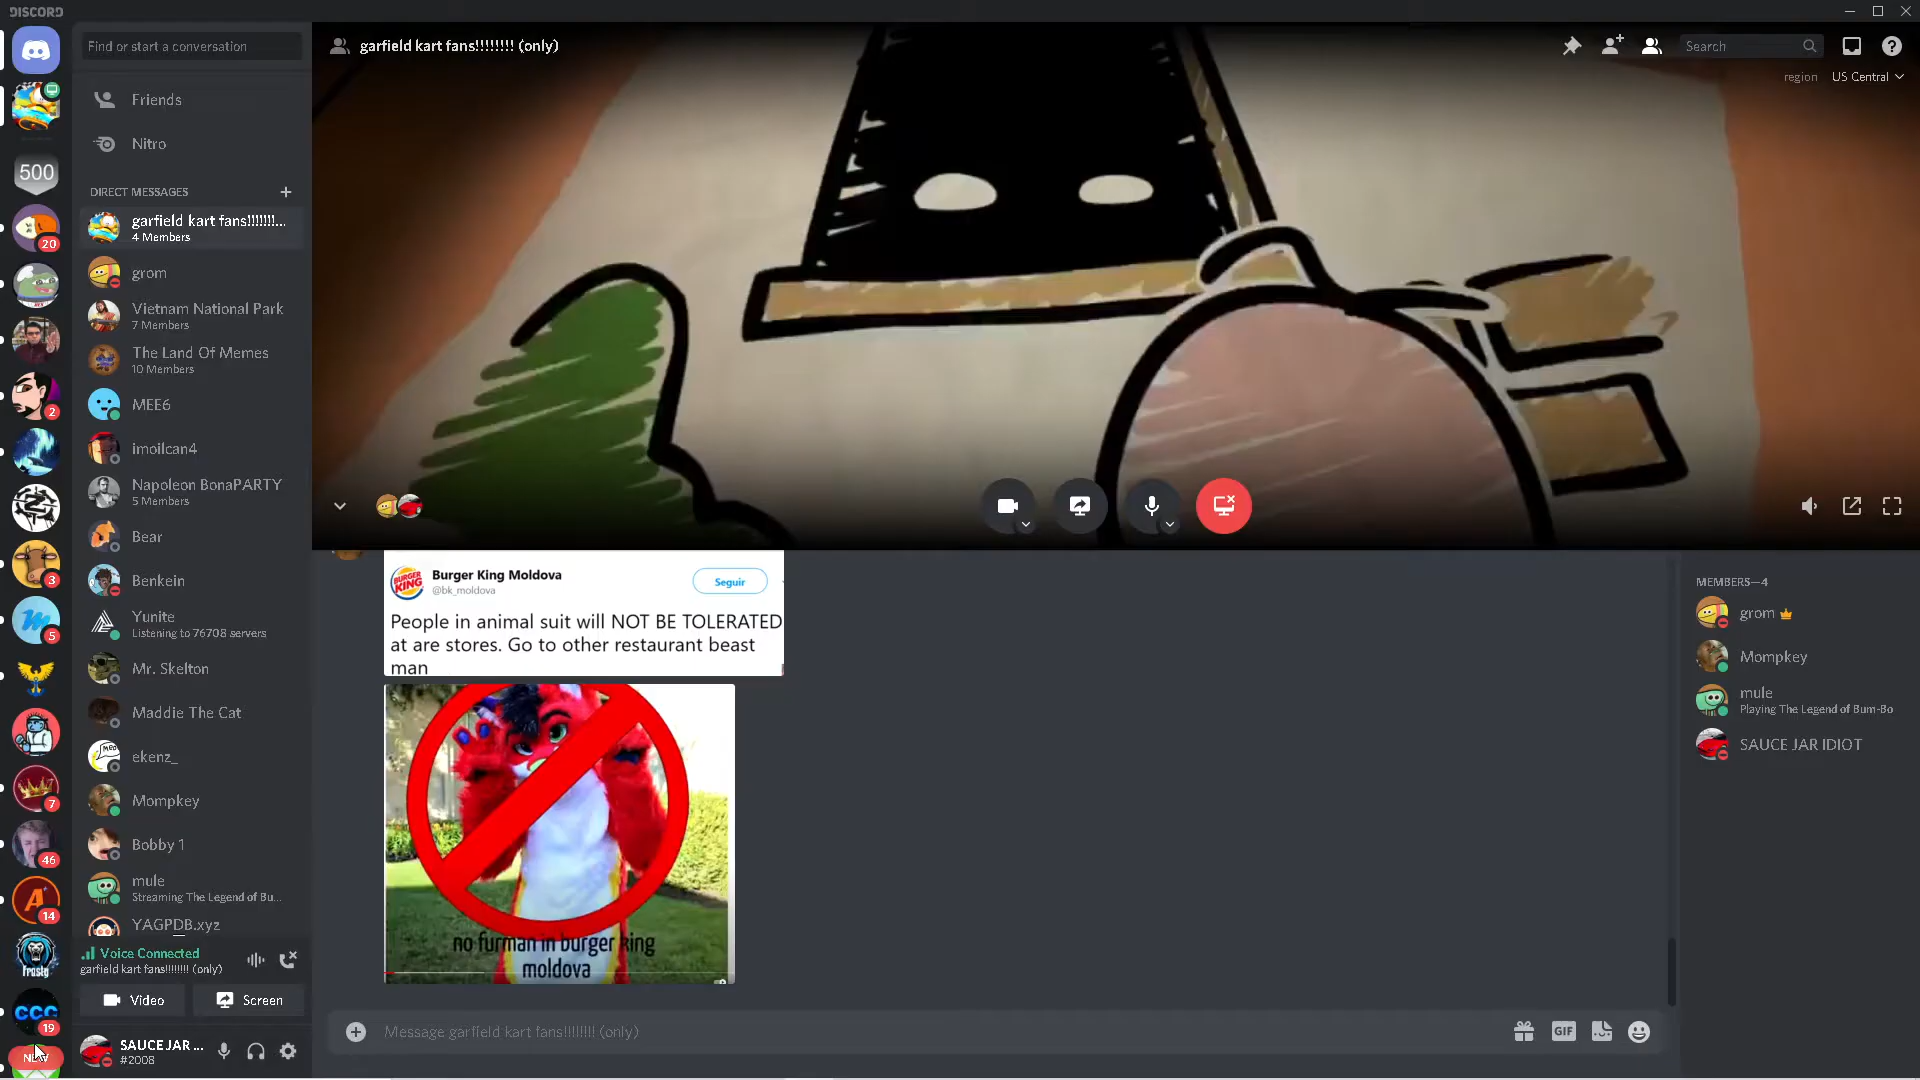 DISCORD
Find or start a conversation
garfield kart fans!!!!!!!! (only)
Search
region US Central
Friends
Nitro
DIRECT MESSAGES
garfield kart fans!!!!!!!...
4 Members
grom
Vietnam National Park
7 Members
The Land Of Memes
10 Members
MEE6
imoilcan4
Napoleon BonaPARTY
5 Members
Bear
Benkein
Yunite
Listening to 76708 servers
Mr. Skelton
Maddie The Cat
ekenz_
Mompkey
Bobby 1
mule
Streaming The Legend of Bu...
YAGPDB.xyz
Voice Connected
garfield kart fans!!!!!!!! (only)
Video
Screen
SAUCE JAR ...
#2008
500
20
2
3
5
7
46
A
14
frosty
CCC
19
NEW
BURGER
KING
Burger King Moldova
@bk_moldova
Seguir
People in animal suit will NOT BE TOLERATED
at are stores. Go to other restaurant beast
man
no furman in burger king
moldova
Message garfield kart fans!!!!!!!! (only)
GIF
MEMBERS—4
grom
Mompkey
mule
Playing The Legend of Bum-Bo
SAUCE JAR IDIOT